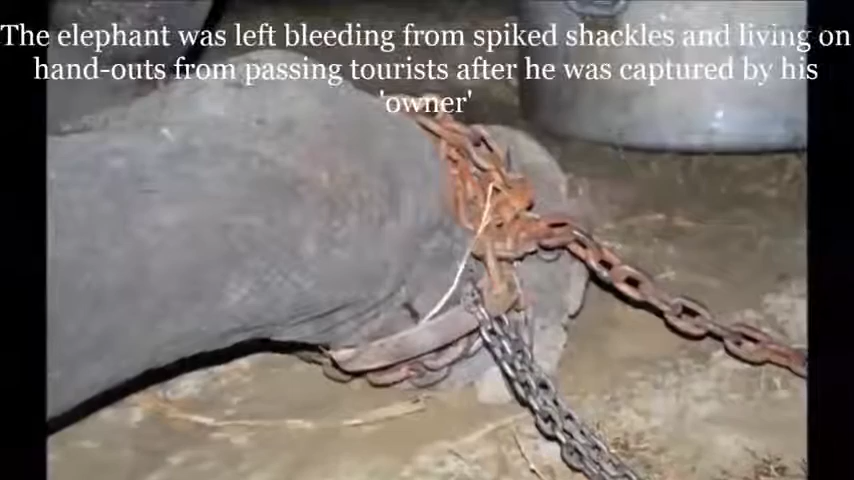 The elephant was left bleeding from spiked shackles and living on
hand-outs from passing tourists after he was captured by his
'owner'